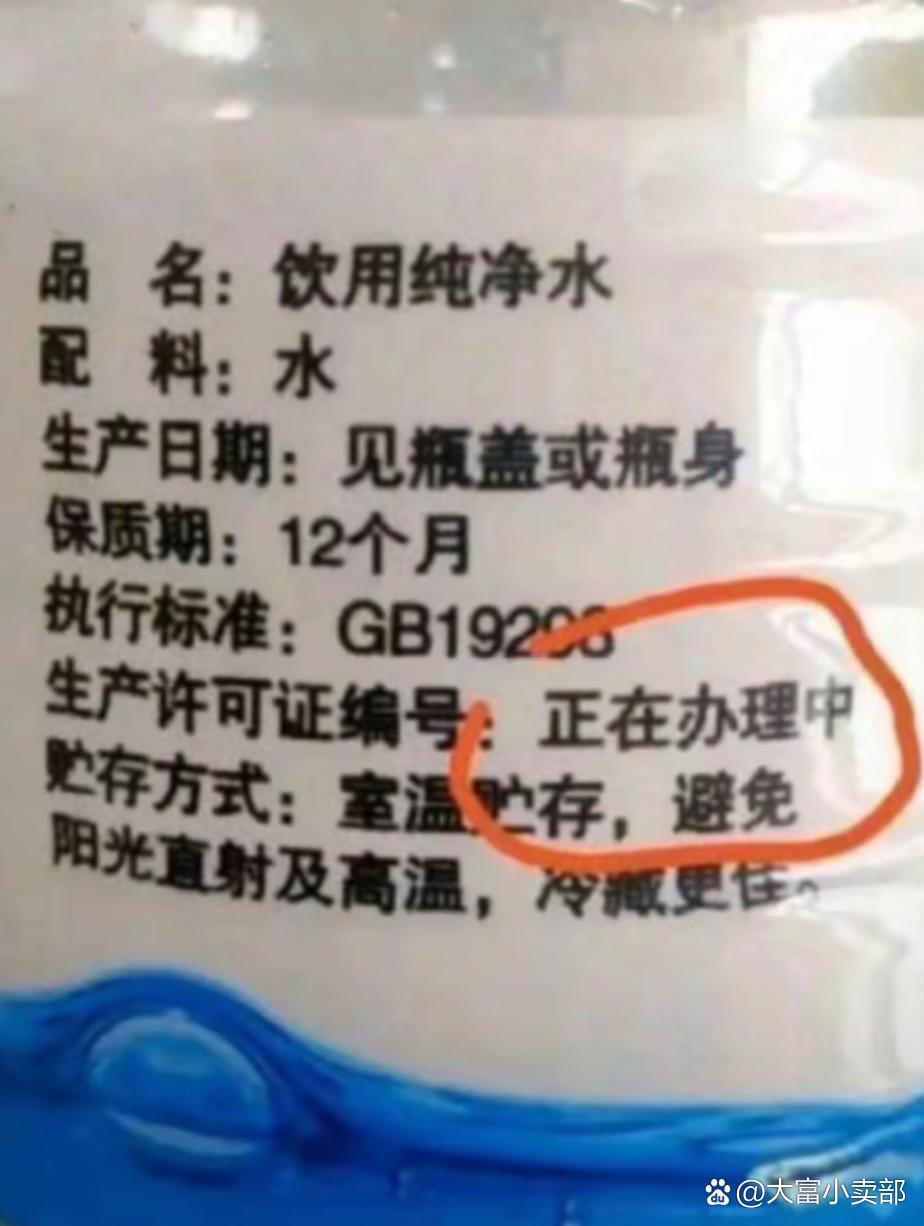 品 名：饮用纯净水
配 料：水
生产日期：见瓶盖或瓶身
保质期：12个月
执行标准：GB19298
生产许可证编号：正在办理中
贮存方式：室温贮存，避免
阳光直射及高温，冷藏更佳。
@大富小卖部